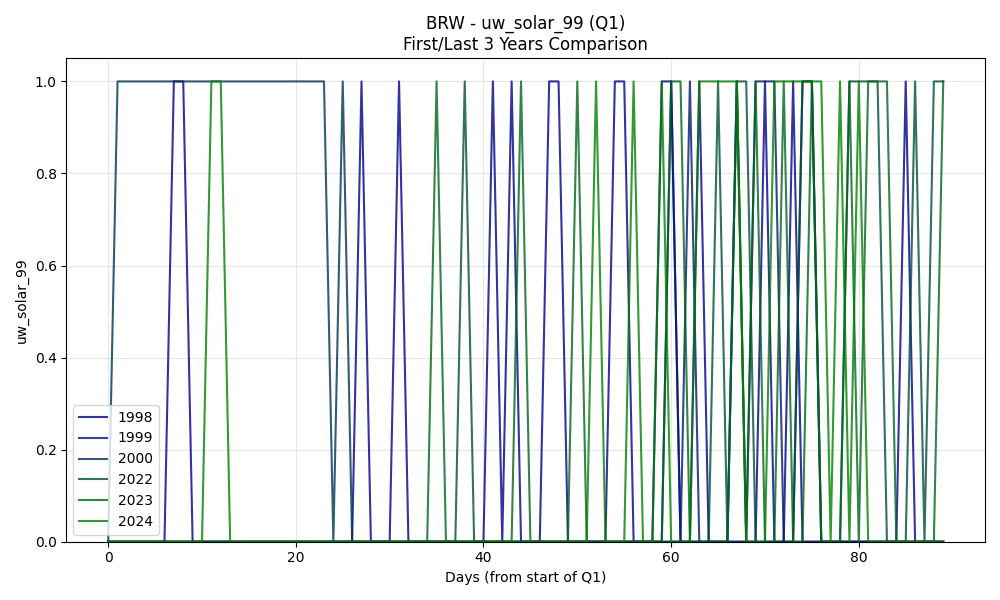 BRW - uw_solar_99 (Q1)
First/Last 3 Years Comparison
uw_solar_99
1.0
0.8
0.6
0.4
0.2
0.0
1998
1999
2000
2022
2023
2024
0 20 40 60 80
Days (from start of Q1)